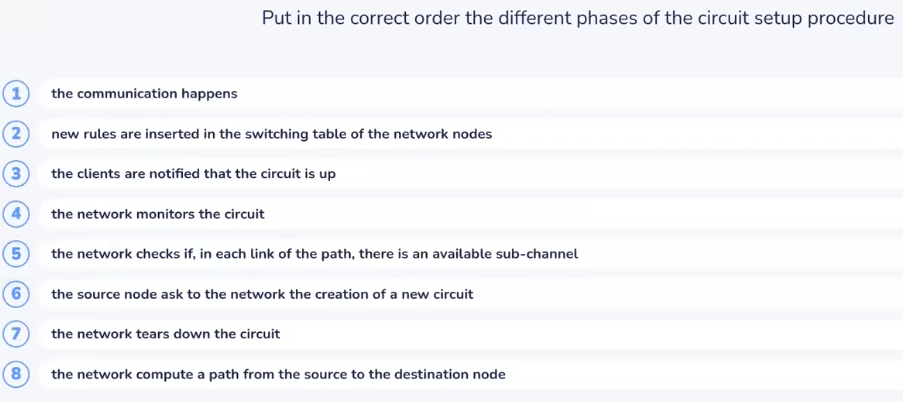 Put in the correct order the different phases of the circuit setup procedure
1 the communication happens
2 new rules are inserted in the switching table of the network nodes
3 the clients are notified that the circuit is up
4 the network monitors the circuit
5 the network checks if, in each link of the path, there is an available sub-channel
6 the source node ask to the network the creation of a new circuit
7 the network tears down the circuit
8 the network compute a path from the source to the destination node